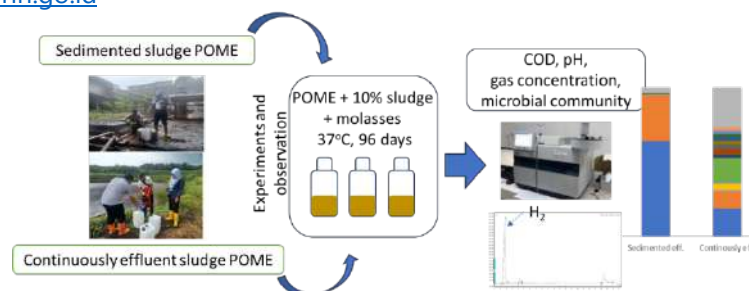 Sedimented sludge POME
Experiments and
observation
POME + 10% sludge
+ molasses
37°C, 96 days
COD, pH,
gas concentration,
microbial community
H2
Sedimented eff.
Continously e
Continuously effluent sludge POME